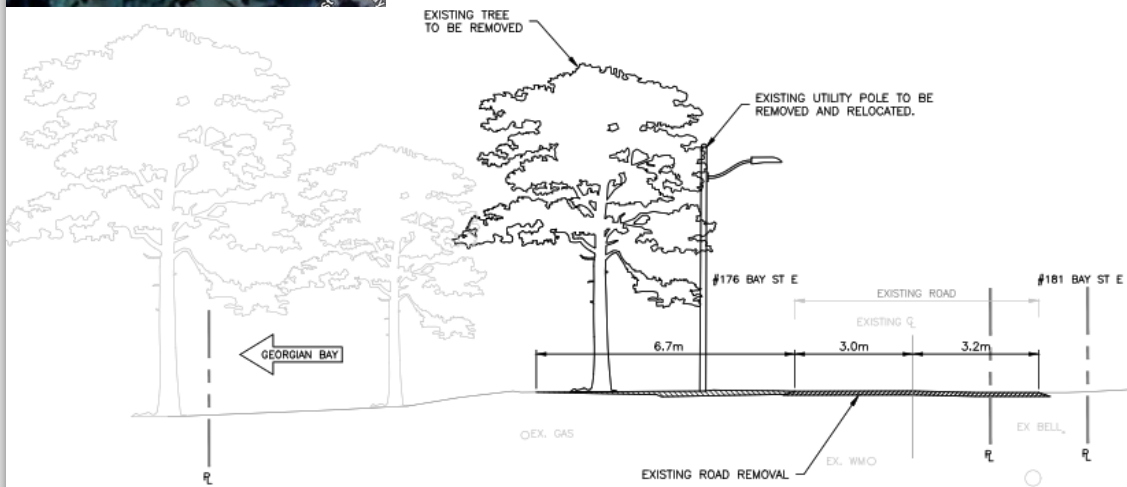 EXISTING TREE
TO BE REMOVED
EXISTING UTILITY POLE TO BE
REMOVED AND RELOCATED.
#176 BAY ST E
#181 BAY ST E
EXISTING ROAD
EXISTING ℄
GEORGIAN BAY
6.7m
3.0m
3.2m
EX. GAS
EX BELL
EX. WM
EXISTING ROAD REMOVAL
℄
℄
℄